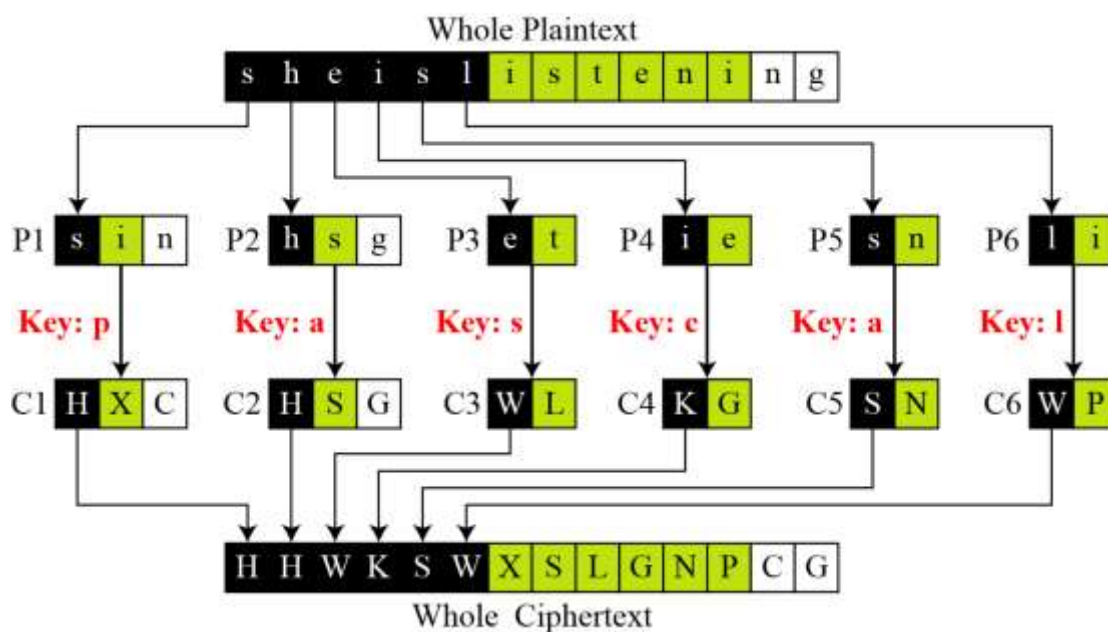 Whole Plaintext
s h e i s l i s t e n i n g
P1 s i n P2 h s g P3 e t P4 i e P5 s n P6 l i
Key: p Key: a Key: s Key: c Key: a Key: l
C1 H X C C2 H S G C3 W L C4 K G C5 S N C6 W P
H H W K S W X S L G N P C G
Whole Ciphertext